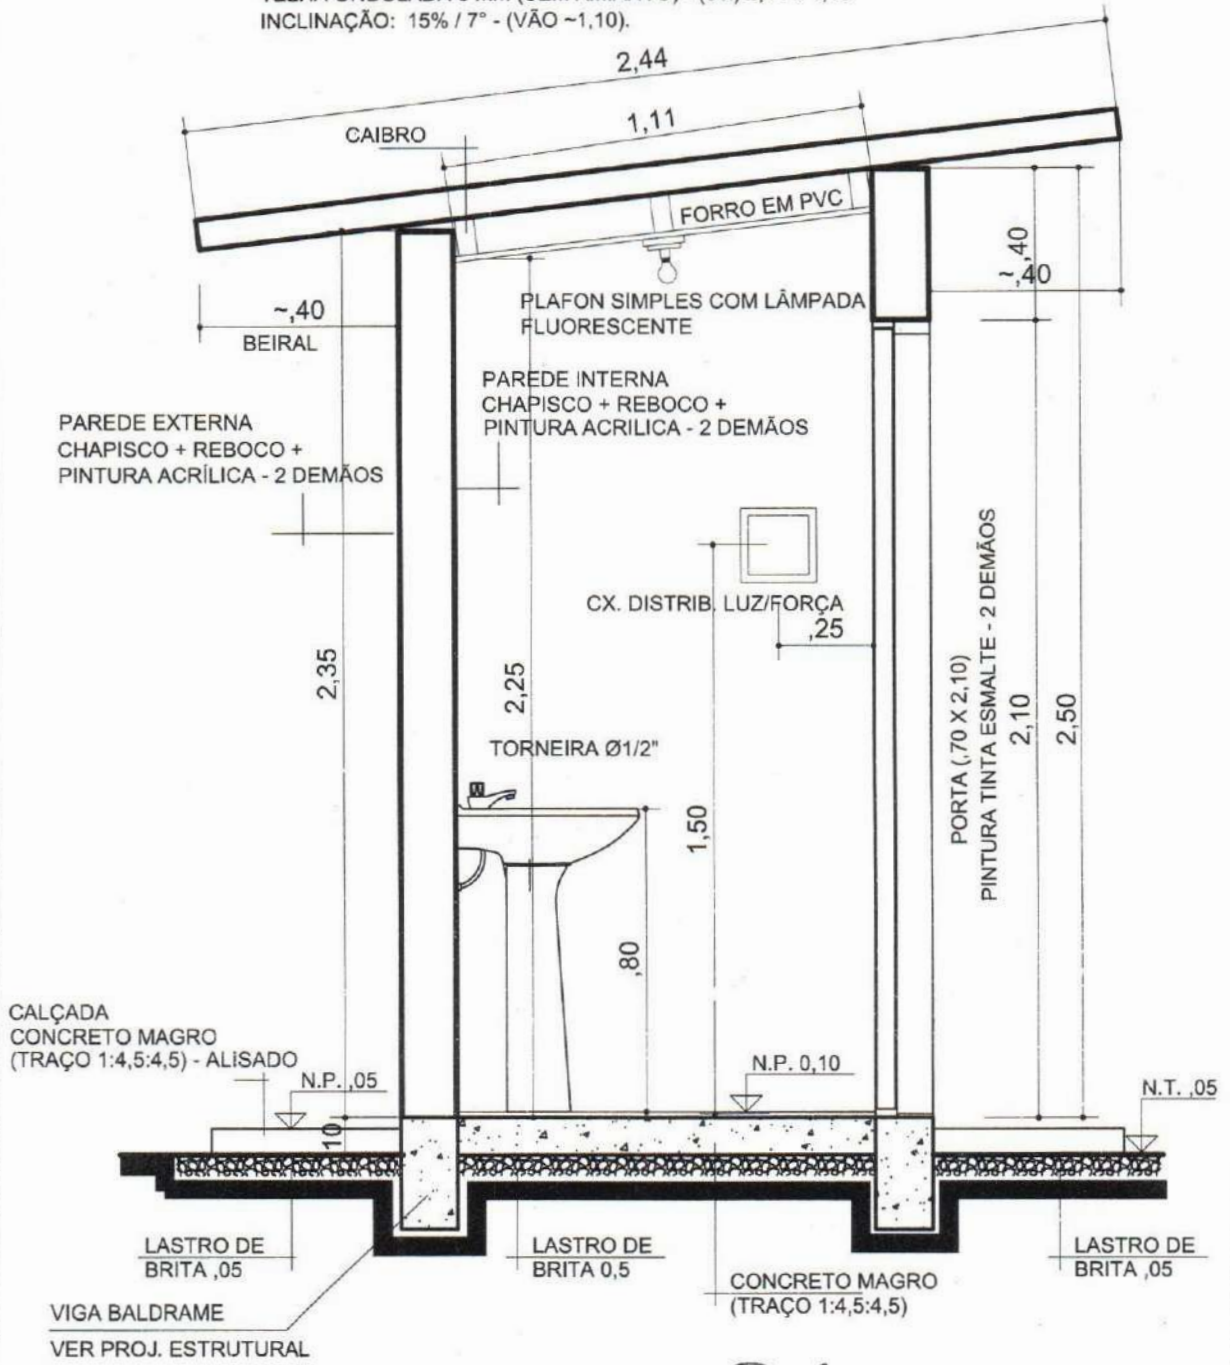 INCLINAÇÃO: 15% / 7° - (VÃO ~1,10).
2,44
1,11
CAIBRO
FORRO EM PVC
,40
~,40
~,40
BEIRAL
PLAFON SIMPLES COM LÂMPADA
FLUORESCENTE
PAREDE INTERNA
CHAPISCO + REBOCO +
PINTURA ACRILICA - 2 DEMÃOS
PAREDE EXTERNA
CHAPISCO + REBOCO +
PINTURA ACRÍLICA - 2 DEMÃOS
CX. DISTRIB. LUZ/FORÇA
,25
2,35
2,25
PORTA (,70 X 2,10)
PINTURA TINTA ESMALTE - 2 DEMÃOS
2,10
2,50
TORNEIRA Ø1/2"
1,50
,80
CALÇADA
CONCRETO MAGRO
(TRAÇO 1:4,5:4,5) - ALISADO
N.P. ,05
N.P. 0,10
N.T. ,05
10
LASTRO DE
BRITA ,05
LASTRO DE
BRITA 0,5
LASTRO DE
BRITA ,05
CONCRETO MAGRO
(TRAÇO 1:4,5:4,5)
VIGA BALDRAME
VER PROJ. ESTRUTURAL